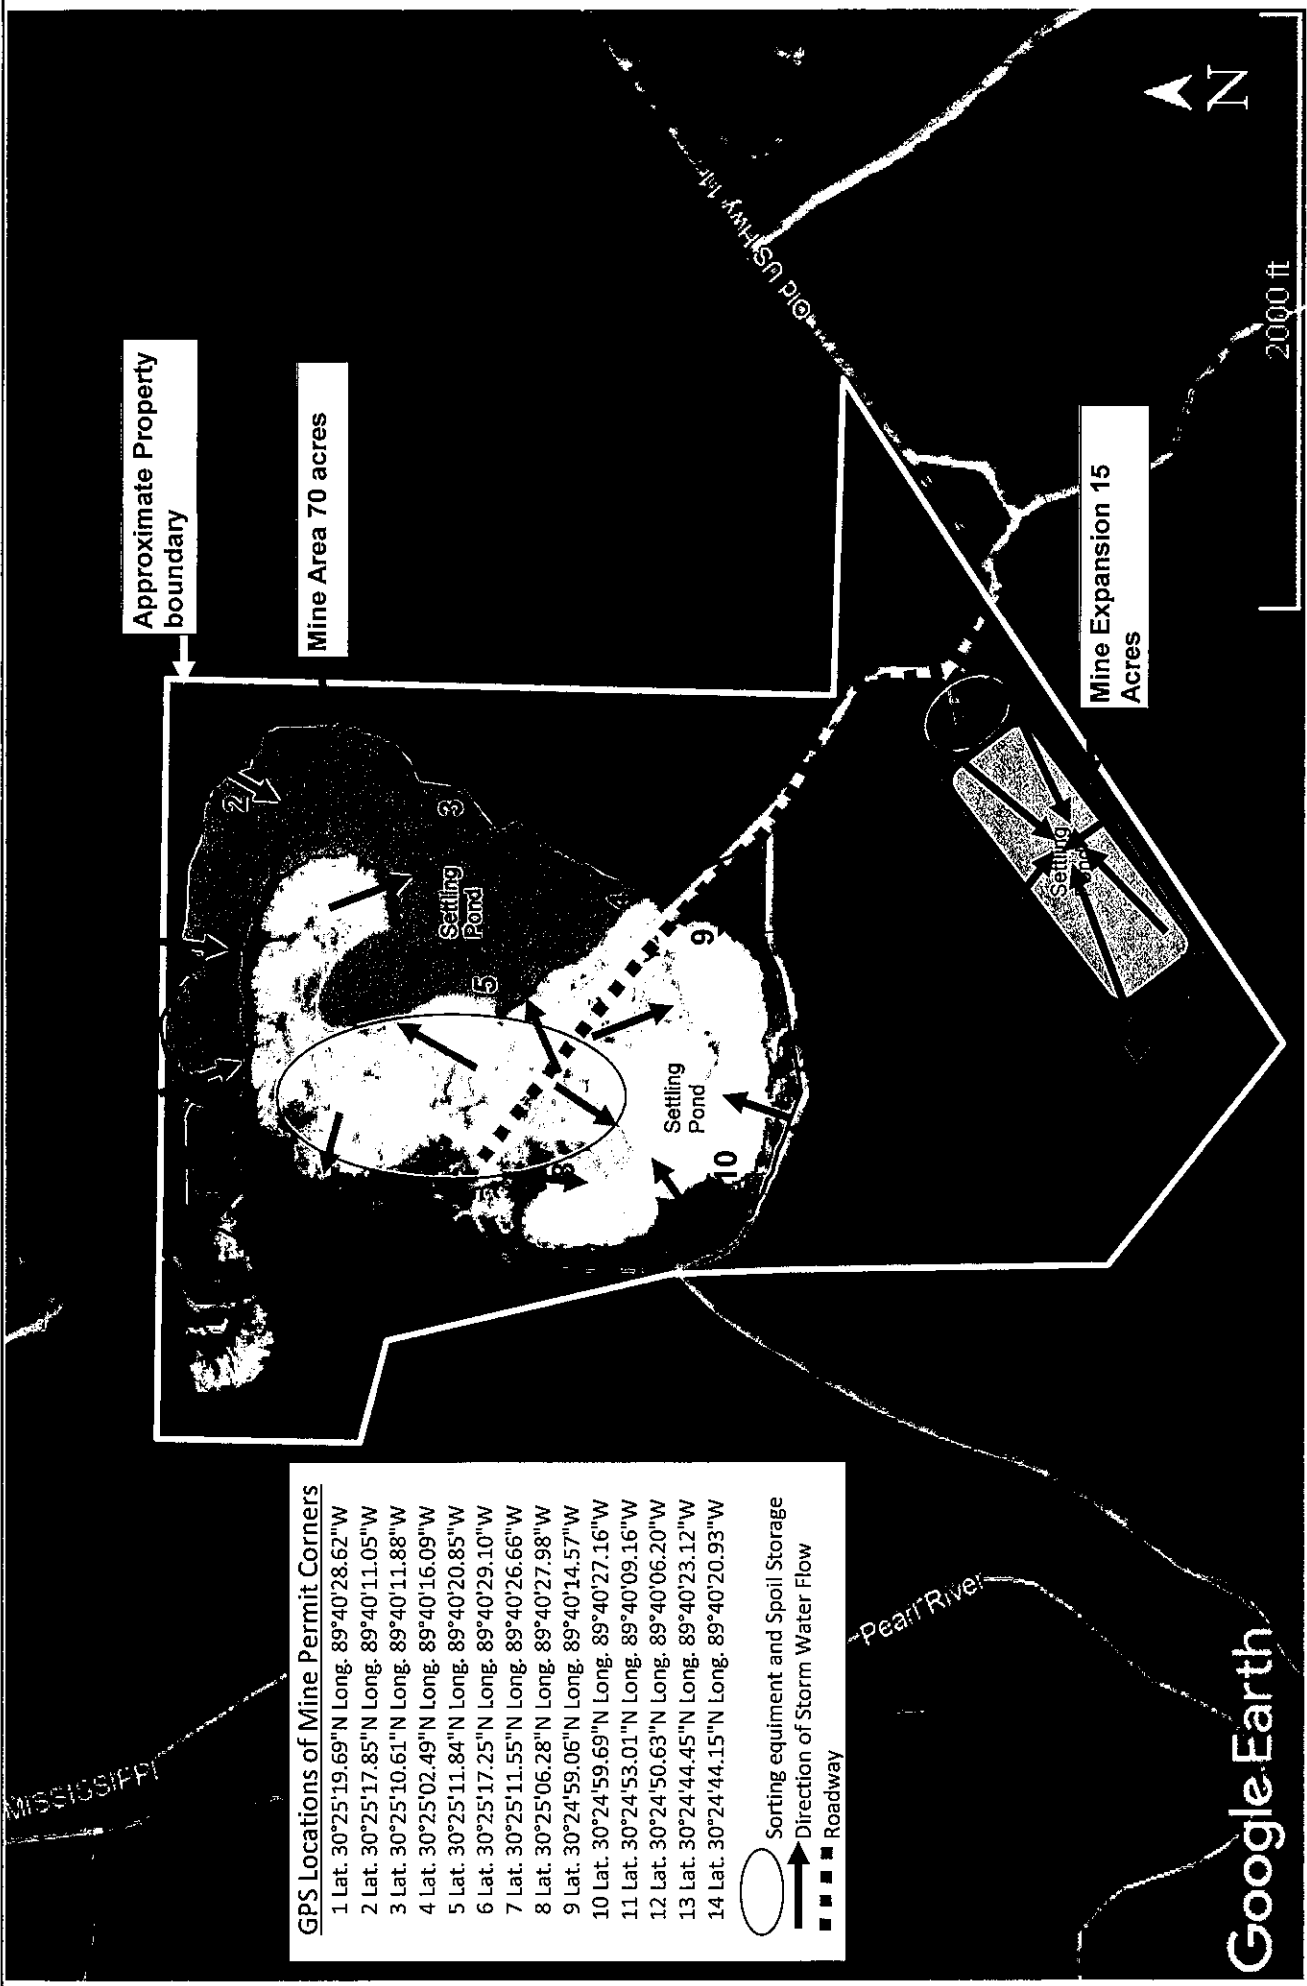 Approximate Property
boundary
Mine Area 70 acres
GPS Locations of Mine Permit Corners
1 Lat. 30°25'19.69"N Long. 89°40'28.62"W
2 Lat. 30°25'17.85"N Long. 89°40'11.05"W
3 Lat. 30°25'10.61"N Long. 89°40'11.88"W
4 Lat. 30°25'02.49"N Long. 89°40'16.09"W
5 Lat. 30°25'11.84"N Long. 89°40'20.85"W
6 Lat. 30°25'17.25"N Long. 89°40'29.10"W
7 Lat. 30°25'11.55"N Long. 89°40'26.66"W
8 Lat. 30°25'06.28"N Long. 89°40'27.98"W
9 Lat. 30°24'59.06"N Long. 89°40'14.57"W
10 Lat. 30°24'59.69"N Long. 89°40'27.16"W
11 Lat. 30°24'53.01"N Long. 89°40'09.16"W
12 Lat. 30°24'50.63"N Long. 89°40'06.20"W
13 Lat. 30°24'44.45"N Long. 89°40'23.12"W
14 Lat. 30°24'44.15"N Long. 89°40'20.93"W
Sorting equiment and Spoil Storage
Direction of Storm Water Flow
Roadway
MISSISSIPPI
2
3
Settling
Pond
5
4
8
9
Settling
Pond
10
Old US Hwy 11
Pearl River
Settling
Pond
Mine Expansion 15
Acres
N
2000 ft
Google Earth